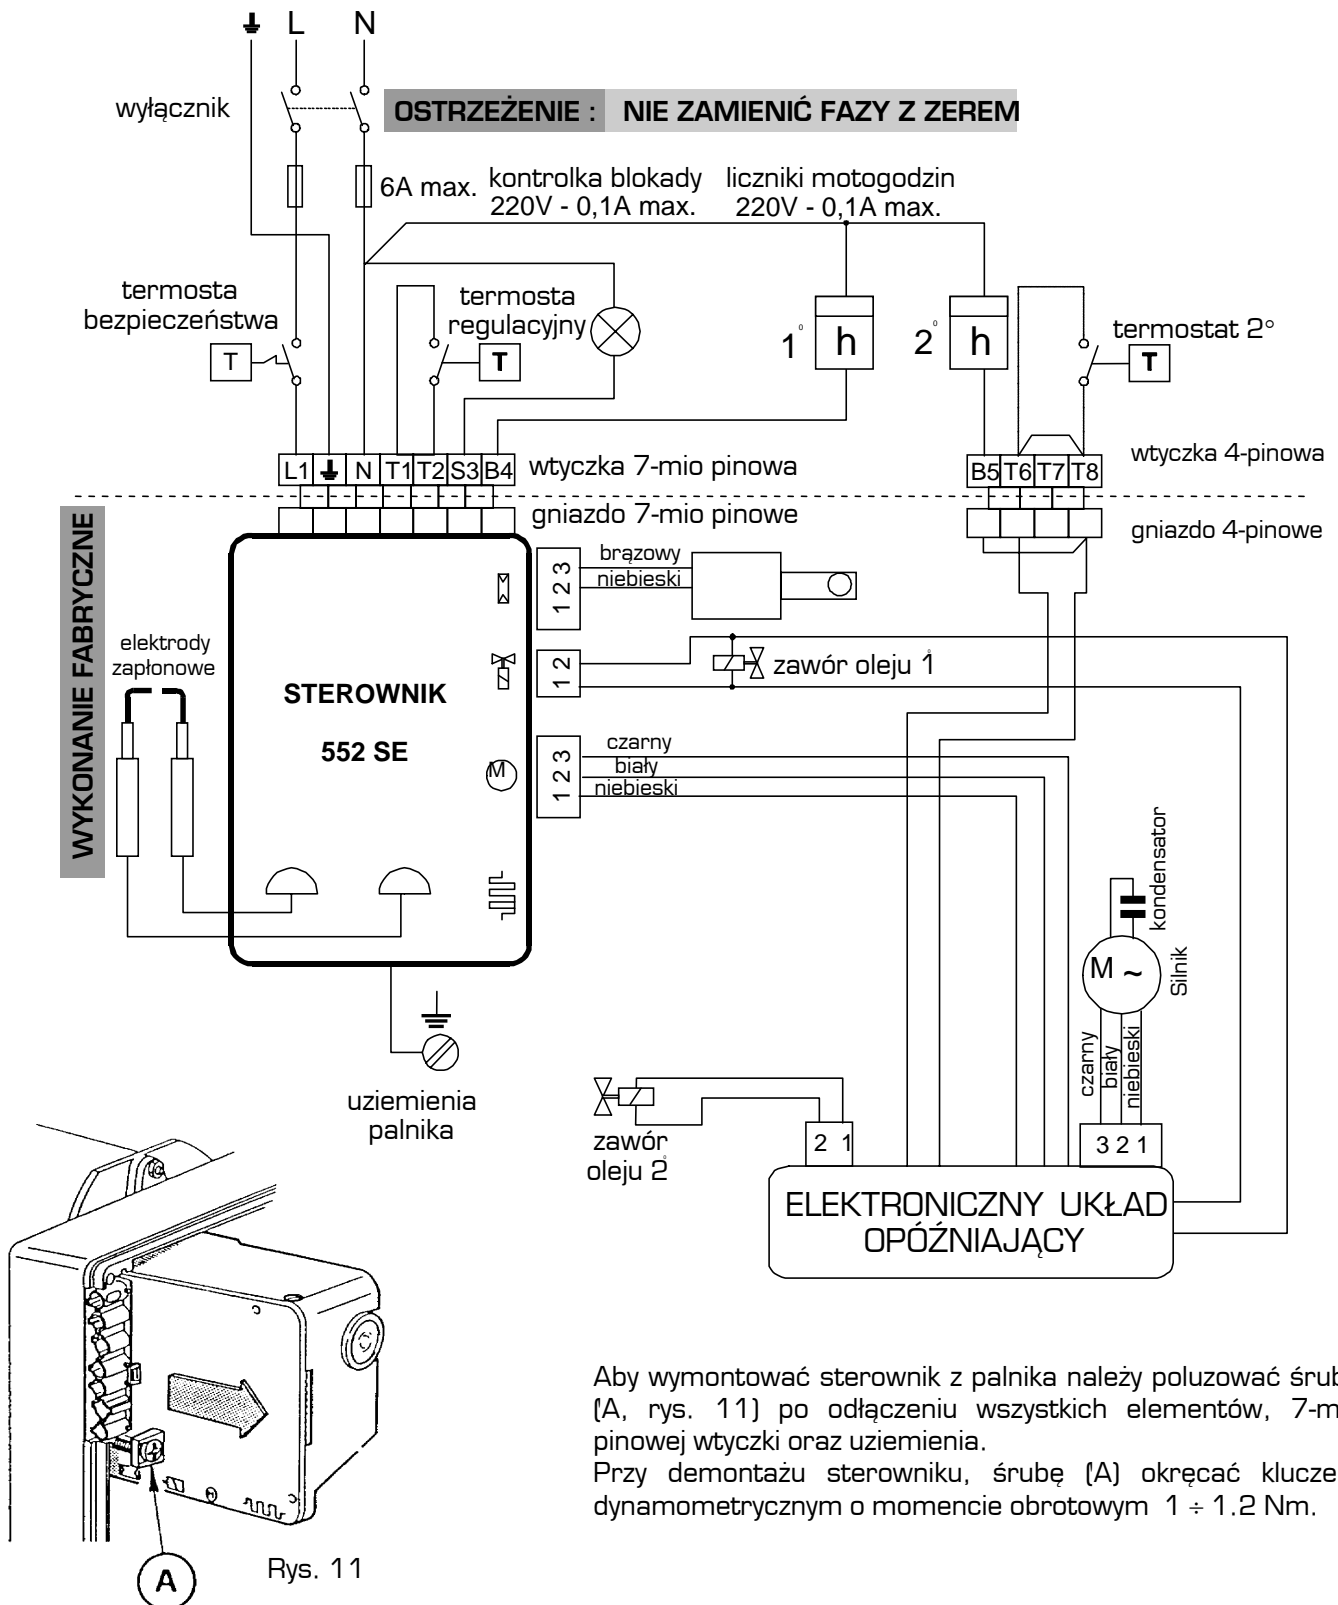 L N
wyłącznik
OSTRZEŻENIE : NIE ZAMIENIĆ FAZY Z ZEREM
6A max.
kontrolka blokady
220V - 0,1A max.
liczniki motogodzin
220V - 0,1A max.
termosta
bezpieczeństwa
T
termosta
regulacyjny
T
1° h
2° h
termostat 2°
T
L1 N T1 T2 S3 B4
wtyczka 7-mio pinowa
B5 T6 T7 T8
wtyczka 4-pinowa
gniazdo 7-mio pinowe
gniazdo 4-pinowe
WYKONANIE FABRYCZNE
elektrody
zapłonowe
STEROWNIK
552 SE
M
1 2 3
brązowy
niebieski
1 2
zawór oleju 1°
1 2 3
czarny
biały
niebieski
kondensator
M ~
Silnik
czarny
biały
niebieski
uziemienia
palnika
zawór
oleju 2°
2 1
3 2 1
ELEKTRONICZNY UKŁAD
OPÓŹNIAJĄCY
A
Rys. 11
Aby wymontować sterownik z palnika należy poluzować śrub
(A, rys. 11) po odłączeniu wszystkich elementów, 7-m
pinowej wtyczki oraz uziemienia.
Przy demontażu sterowniku, śrubę (A) okręcać klucze
dynamometrycznym o momencie obrotowym 1 ÷ 1.2 Nm.